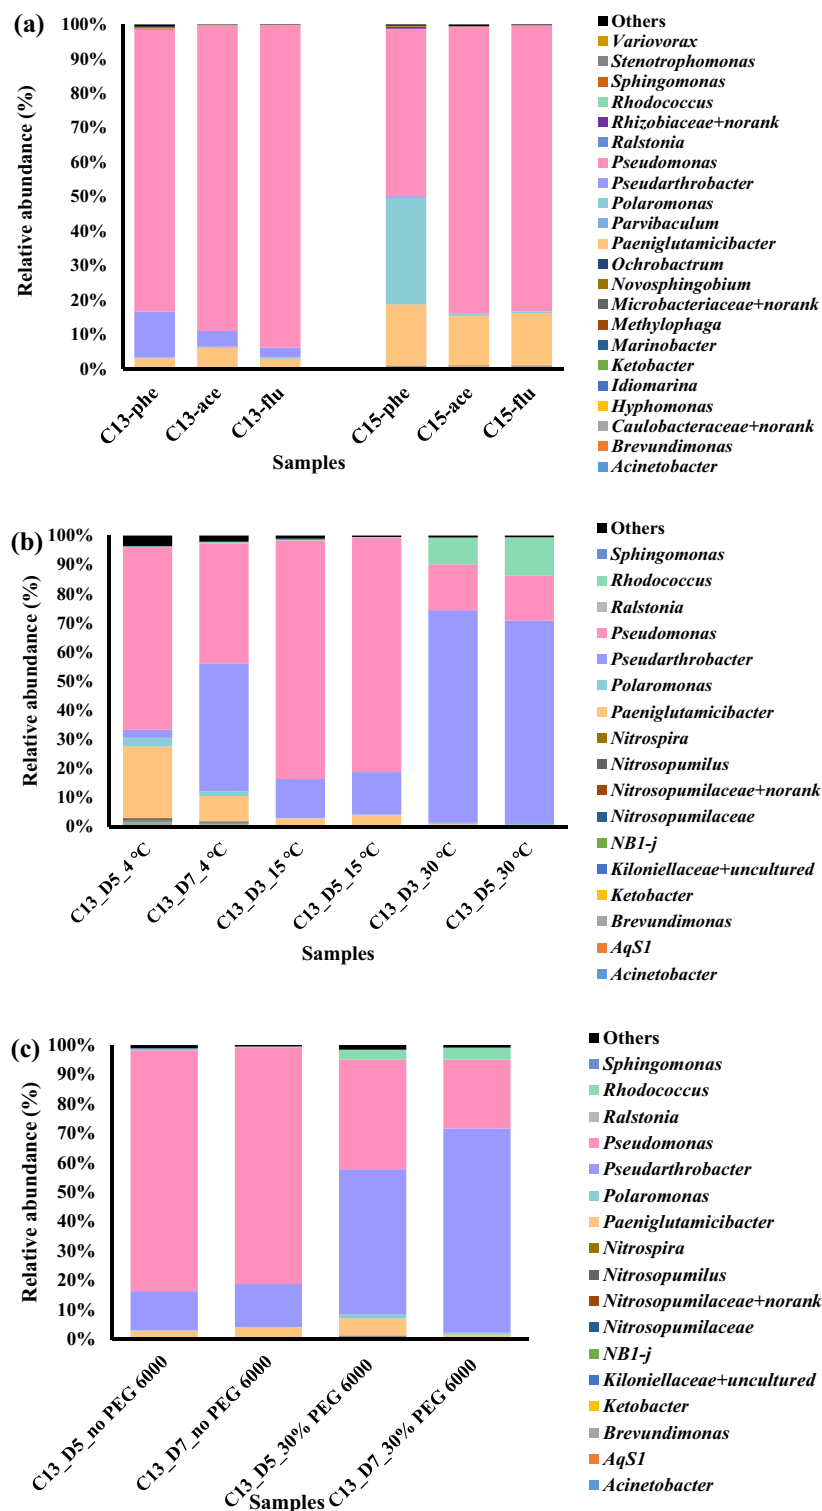 (a)
Relative abundance (%)
100%
90%
80%
70%
60%
50%
40%
30%
20%
10%
0%
C13-phe
C13-ace
C13-flu
C15-phe
C15-ace
C15-flu
Samples
Others
Variovorax
Stenotrophomonas
Sphingomonas
Rhodococcus
Rhizobiaceae+norank
Ralstonia
Pseudomonas
Pseudarthrobacter
Polaromonas
Parvibaculum
Paeniglutamicibacter
Ochrobactrum
Novosphingobium
Microbacteriaceae+norank
Methylophaga
Marinobacter
Ketobacter
Idiomarina
Hyphomonas
Caulobacteraceae+norank
Brevundimonas
Acinetobacter
(b)
Relative abundance (%)
100%
90%
80%
70%
60%
50%
40%
30%
20%
10%
0%
C13_D5_4 °C
C13_D7_4 °C
C13_D3_15 °C
C13_D5_15 °C
C13_D3_30 °C
C13_D5_30 °C
Samples
Others
Sphingomonas
Rhodococcus
Ralstonia
Pseudomonas
Pseudarthrobacter
Polaromonas
Paeniglutamicibacter
Nitrospira
Nitrosopumilus
Nitrosopumilaceae+norank
Nitrosopumilaceae
NB1-j
Kiloniellaceae+uncultured
Ketobacter
Brevundimonas
AqS1
Acinetobacter
(c)
Relative abundance (%)
100%
90%
80%
70%
60%
50%
40%
30%
20%
10%
0%
C13_D5_no PEG 6000
C13_D7_no PEG 6000
C13_D5_30% PEG 6000
C13_D7_30% PEG 6000
Samples
Others
Sphingomonas
Rhodococcus
Ralstonia
Pseudomonas
Pseudarthrobacter
Polaromonas
Paeniglutamicibacter
Nitrospira
Nitrosopumilus
Nitrosopumilaceae+norank
Nitrosopumilaceae
NB1-j
Kiloniellaceae+uncultured
Ketobacter
Brevundimonas
AqS1
Acinetobacter